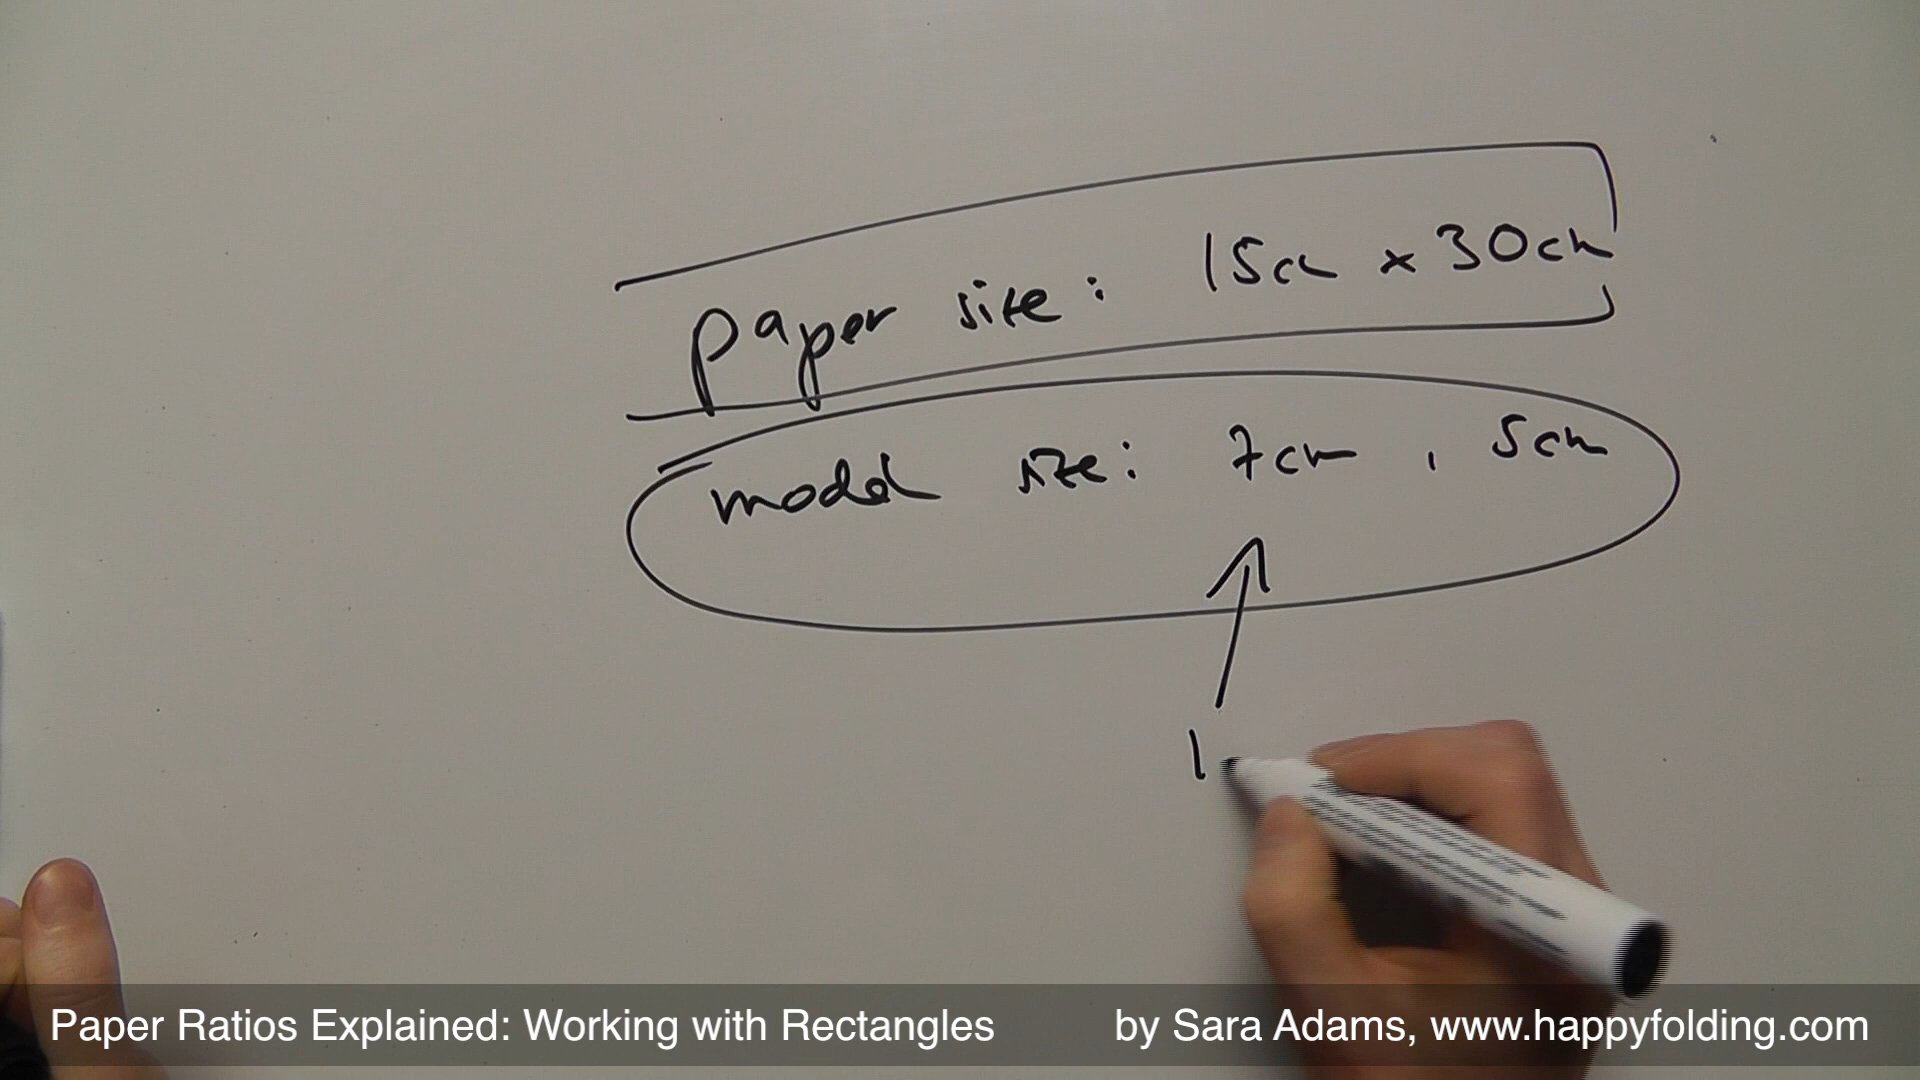 paper size: 15cm x 30cm
model size: 7cm, 5cm
1
Paper Ratios Explained: Working with Rectangles by Sara Adams, www.happyfolding.com